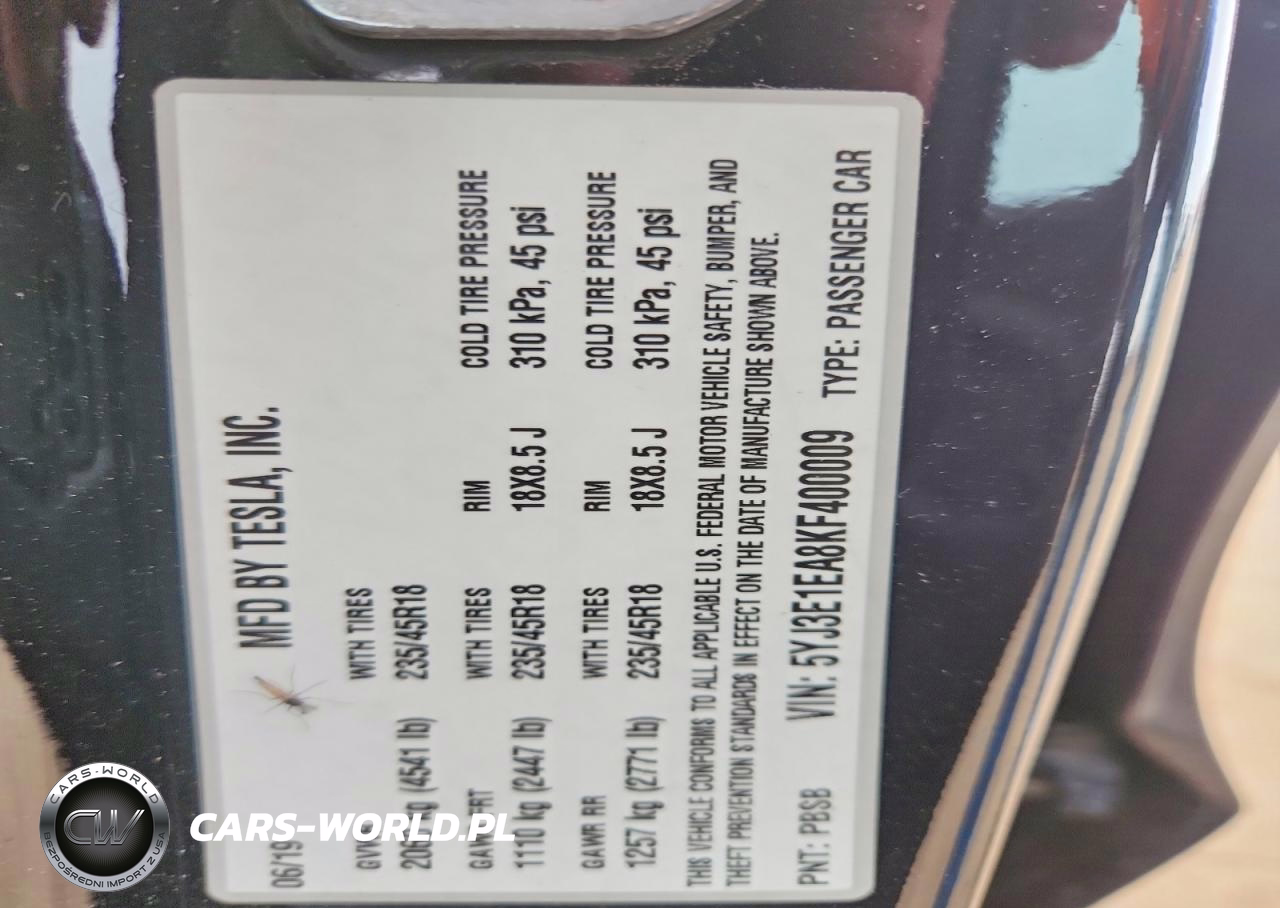 06/19 MFD BY TESLA, INC.
WITH TIRES
kg (4541 lb) 235/45R18
WITH TIRES RIM COLD TIRE PRESSURE
1110 kg (2447 lb) 235/45R18 18X8.5 J 310 kPa, 45 psi
GAWR RR WITH TIRES RIM COLD TIRE PRESSURE
1257 kg (2771 lb) 235/45R18 18X8.5 J 310 kPa, 45 psi
THIS VEHICLE CONFORMS TO ALL APPLICABLE U.S. FEDERAL MOTOR VEHICLE SAFETY, BUMPER, AND
THEFT PREVENTION STANDARDS IN EFFECT ON THE DATE OF MANUFACTURE SHOWN ABOVE.
PNT: PBSB VIN: 5YJ3E1EA8KF400009 TYPE: PASSENGER CAR
CARS-WORLD
CW
BEZPOŚREDNI IMPORT Z USA
CARS-WORLD.PL